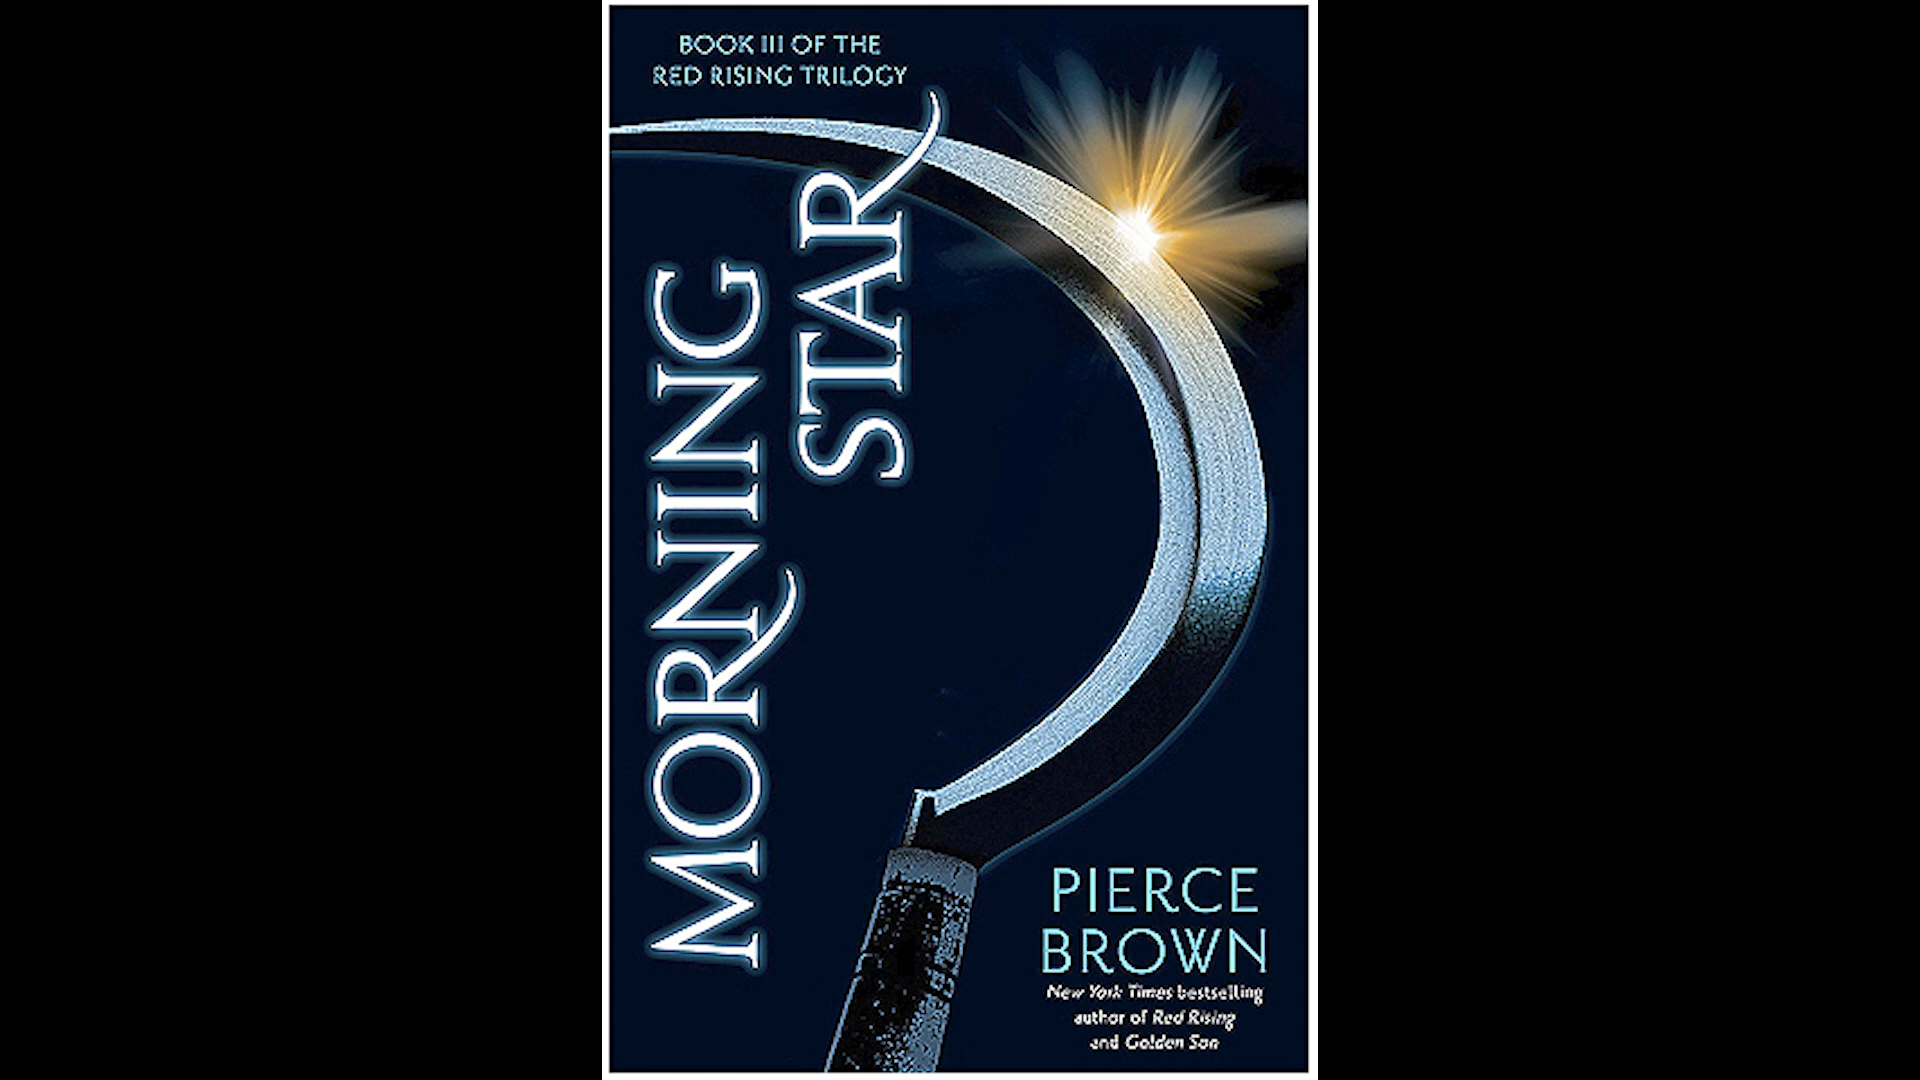 BOOK III OF THE
RED RISING TRILOGY
MORNING
STAR
PIERCE
BROWN
New York Times bestselling
author of Red Rising
and Golden Son